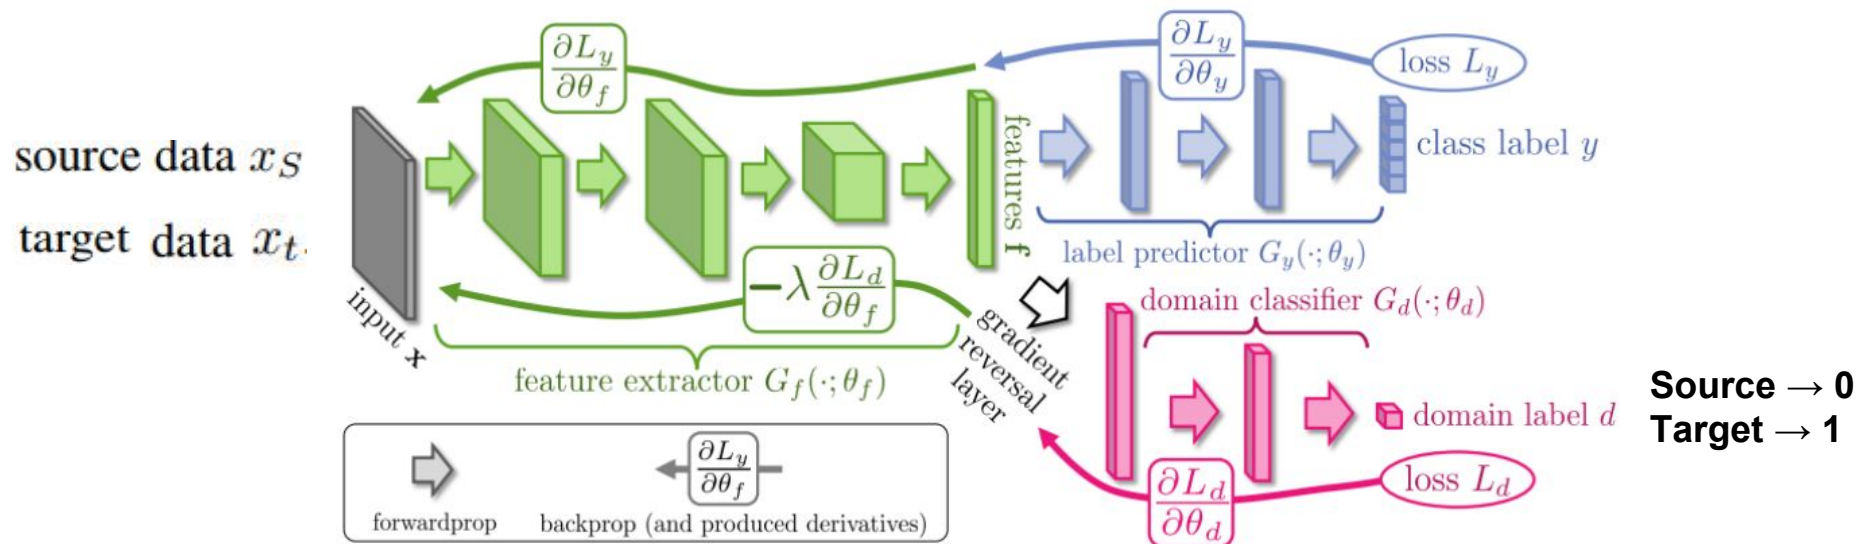 ∂L_y
∂θ_f
∂L_y
∂θ_y
loss L_y
source data x_S
target data x_t.
features f
class label y
label predictor G_y(·;θ_y)
−λ ∂L_d
∂θ_f
input x
domain classifier G_d(·;θ_d)
gradient
reversal
layer
feature extractor G_f(·;θ_f)
Source → 0
Target → 1
domain label d
∂L_y
∂θ_f
forwardprop
backprop (and produced derivatives)
∂L_d
∂θ_d
loss L_d